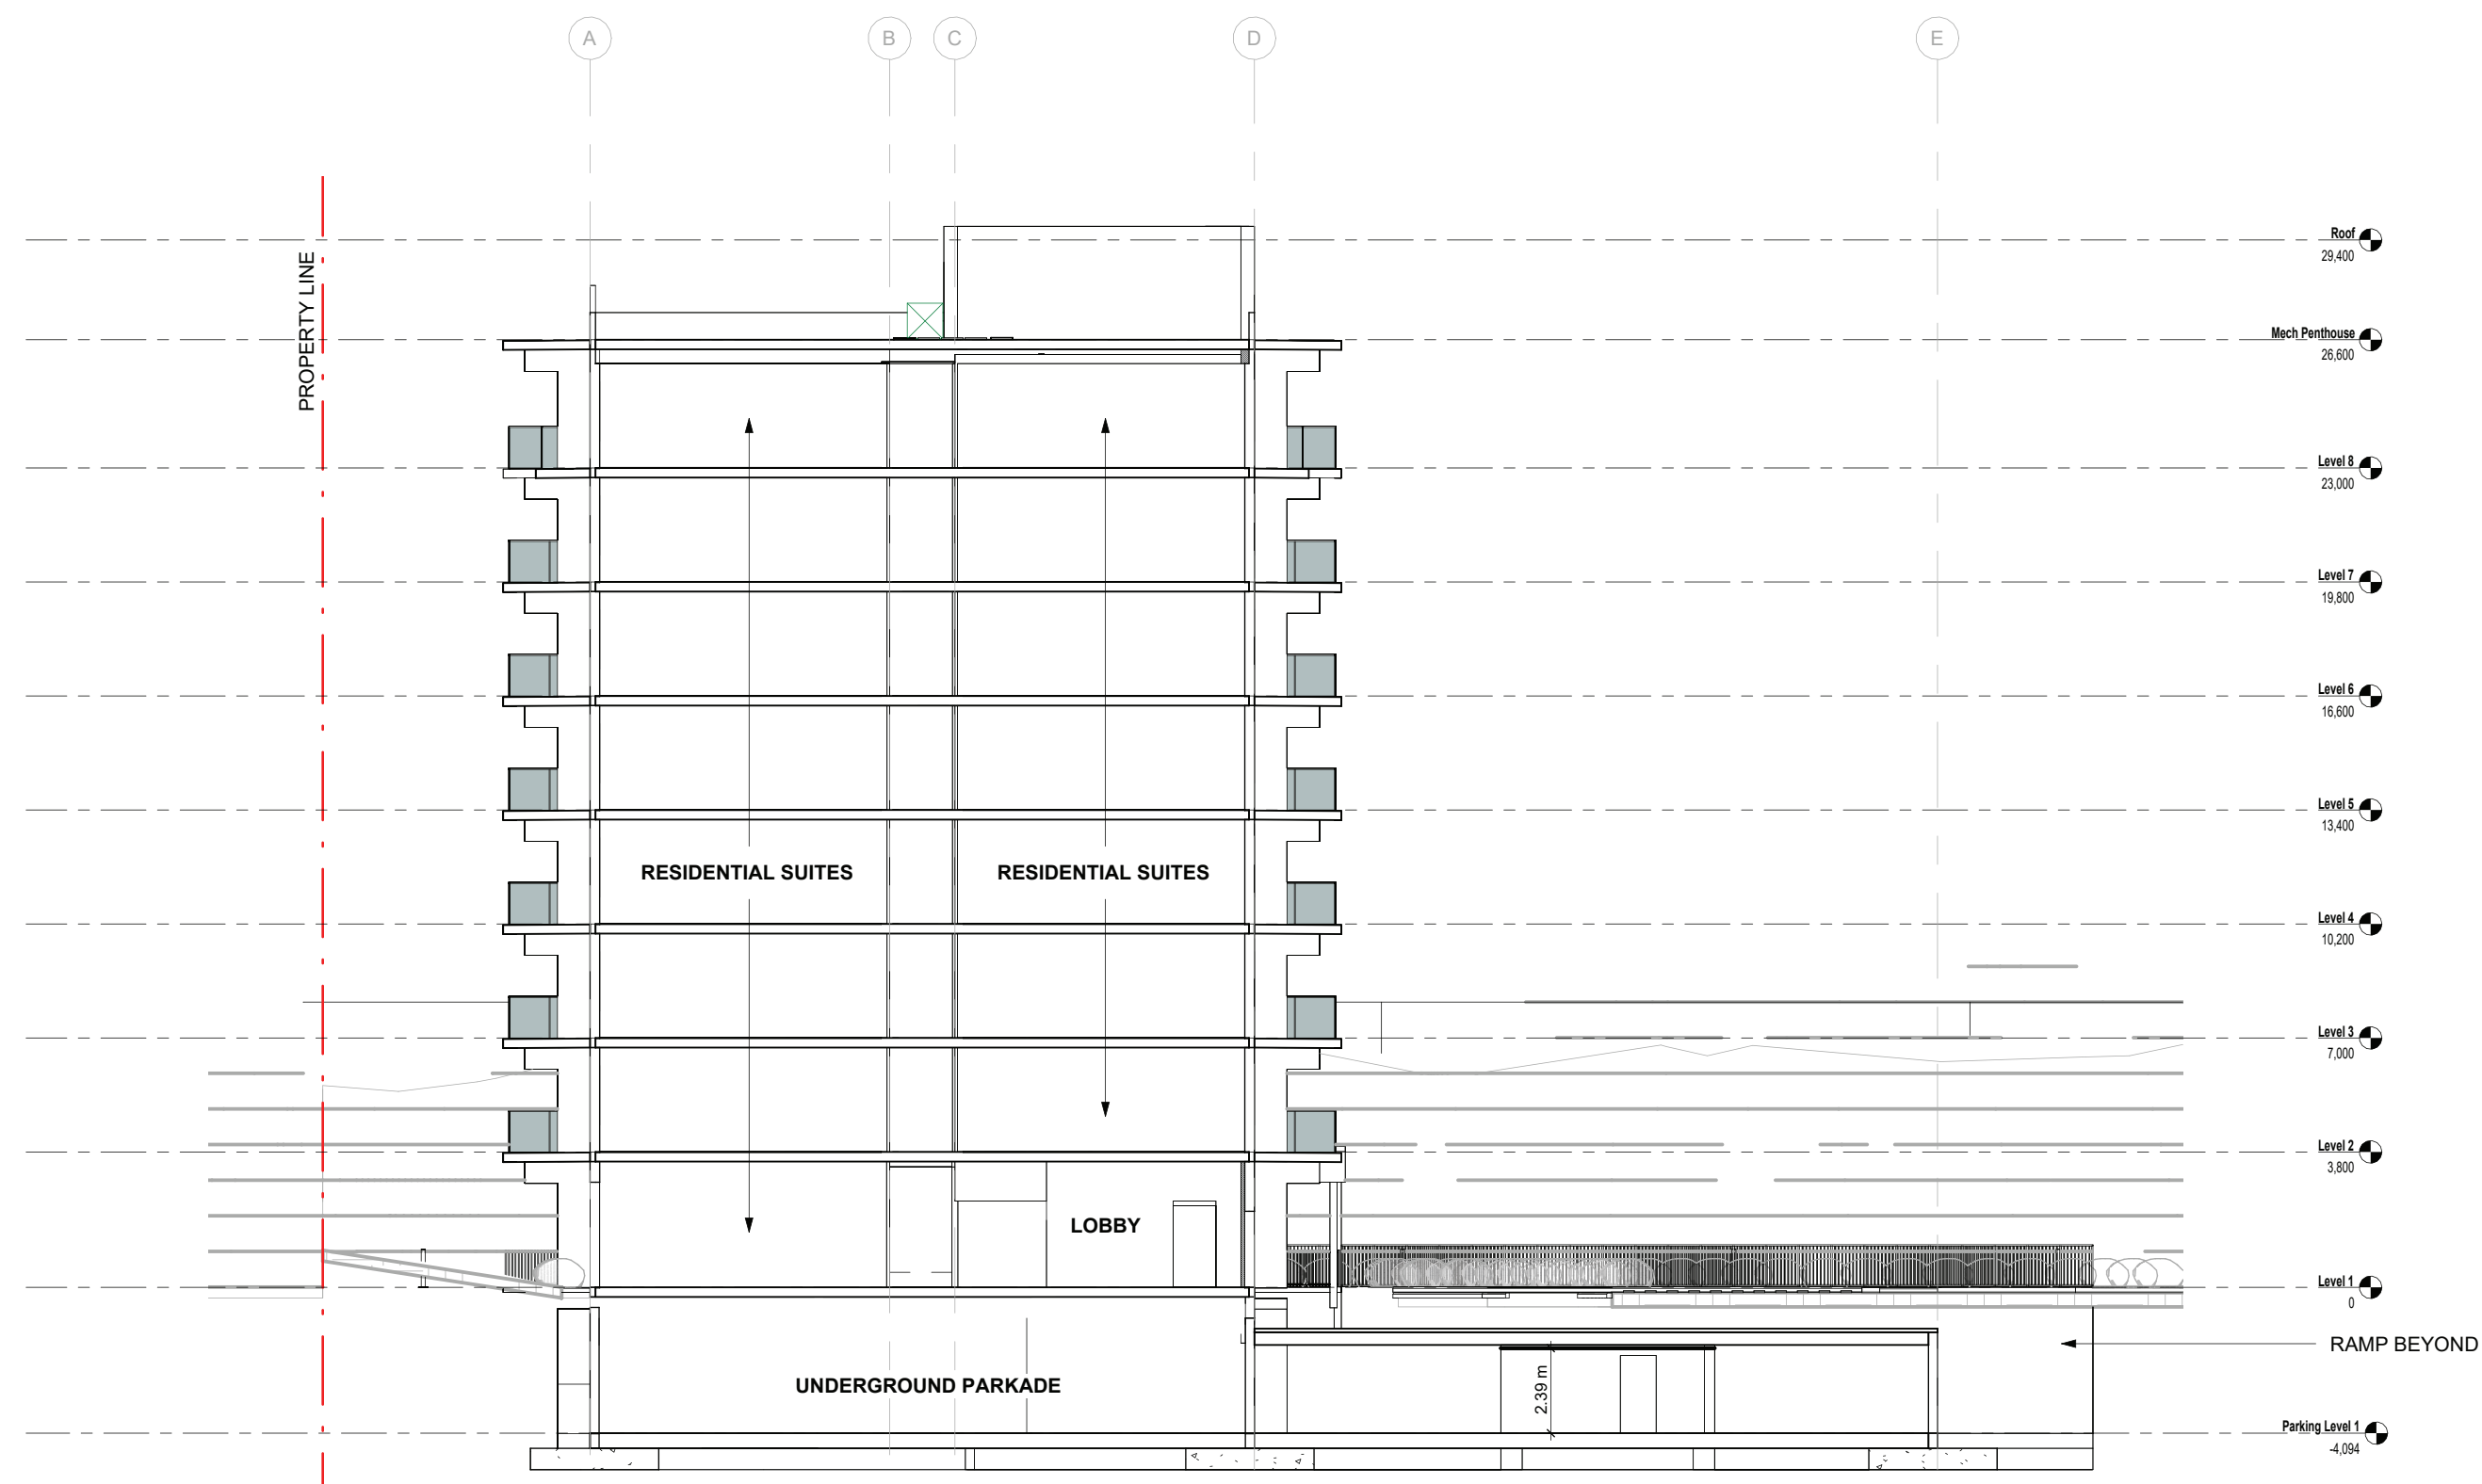 A
B
C
D
E
PROPERTY LINE
Roof
29,400
Mech Penthouse
26,600
Level 8
23,000
Level 7
19,800
Level 6
16,600
Level 5
13,400
RESIDENTIAL SUITES
RESIDENTIAL SUITES
Level 4
10,200
Level 3
7,000
Level 2
3,800
LOBBY
Level 1
0
RAMP BEYOND
UNDERGROUND PARKADE
2.39 m
Parking Level 1
-4,094